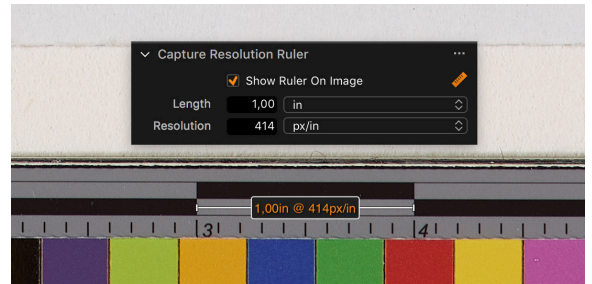 Capture Resolution Ruler
Show Ruler On Image
Length 1,00 in
Resolution 414 px/in
1,00in @ 414px/in
3 4